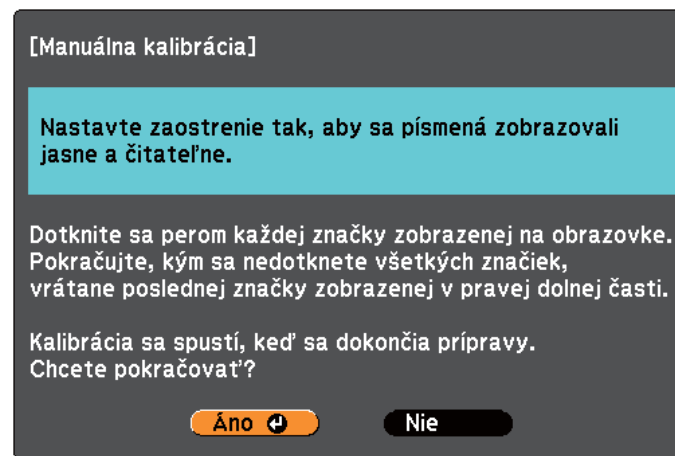 [Manuálna kalibrácia]
Nastavte zaostrenie tak, aby sa písmená zobrazovali
jasne a čitateľne.
Dotknite sa perom každej značky zobrazenej na obrazovke.
Pokračujte, kým sa nedotknete všetkých značiek,
vrátane poslednej značky zobrazenej v pravej dolnej časti.
Kalibrácia sa spustí, keď sa dokončia prípravy.
Chcete pokračovať?
Áno
Nie